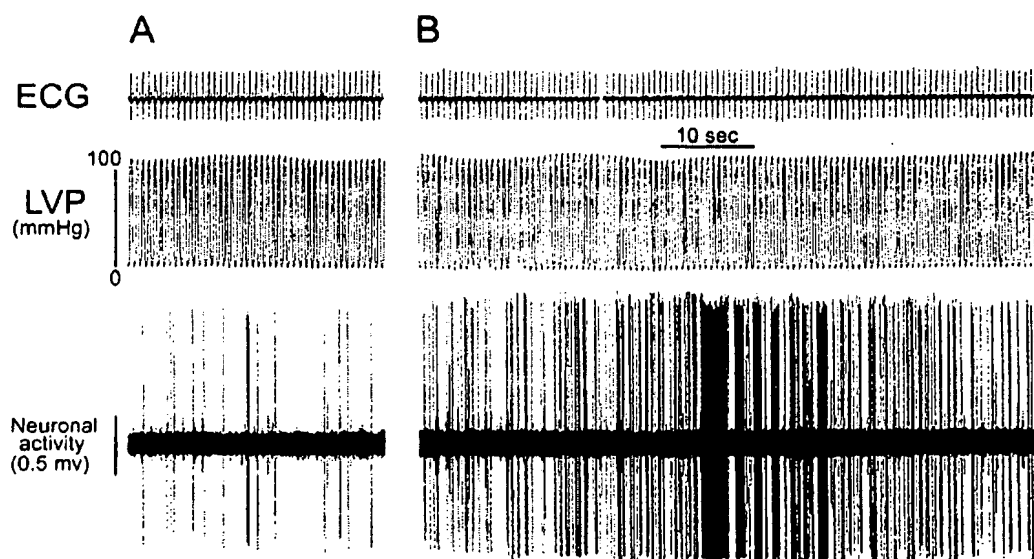 A
B
ECG
10 sec
100
LVP
(mmHg)
0
Neuronal
activity
(0.5 mv)